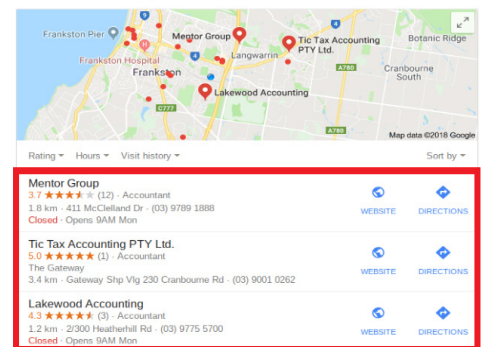 Frankston Pier
Mentor Group
Tic Tax Accounting
PTY Ltd.
Botanic Ridge
Frankston Hospital
Langwarrin
Frankston
A780
Cranbourne
South
Lakewood Accounting
C777
A780
Map data ©2018 Google
Rating Hours Visit history Sort by
Mentor Group
3.7 ★★★★★ (12) · Accountant
1.8 km · 411 McClelland Dr · (03) 9789 1888
Closed · Opens 9AM Mon
WEBSITE DIRECTIONS
Tic Tax Accounting PTY Ltd.
5.0 ★★★★★ (1) · Accountant
The Gateway
3.4 km · Gateway Shp Vlg 230 Cranbourne Rd · (03) 9001 0262
WEBSITE DIRECTIONS
Lakewood Accounting
4.3 ★★★★★ (3) · Accountant
1.2 km · 2/300 Heatherhill Rd · (03) 9775 5700
Closed · Opens 9AM Mon
WEBSITE DIRECTIONS